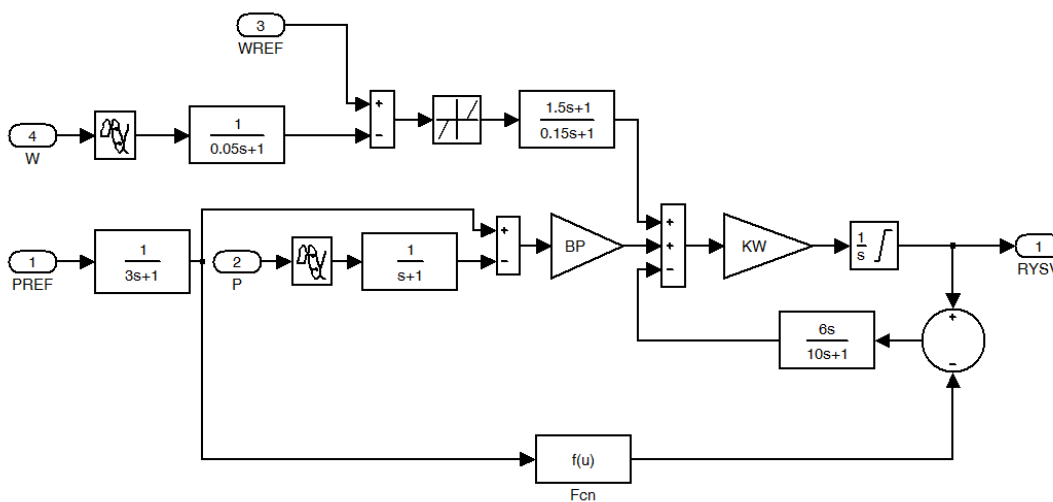 3
WREF
+
−
1.5s+1
0.15s+1
4
W
1
0.05s+1
+
+
−
BP
KW
1
s
1
RYSV
1
PREF
1
3s+1
2
P
1
s+1
+
−
6s
10s+1
+
−
f(u)
Fcn